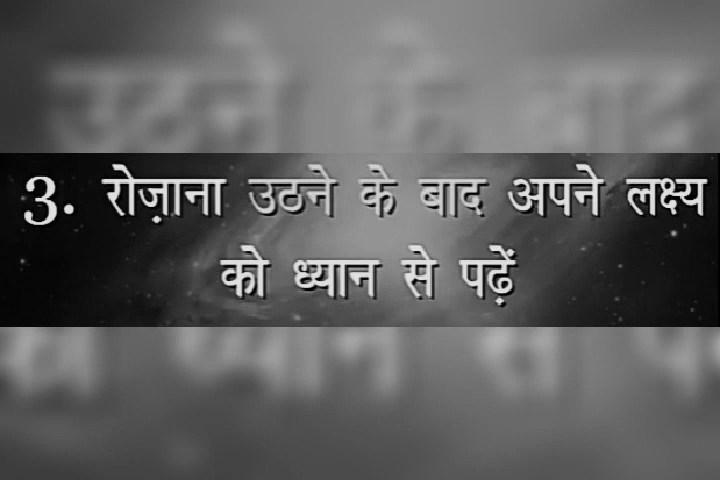 3. रोज़ाना उठने के बाद अपने लक्ष्य
को ध्यान से पढ़ें